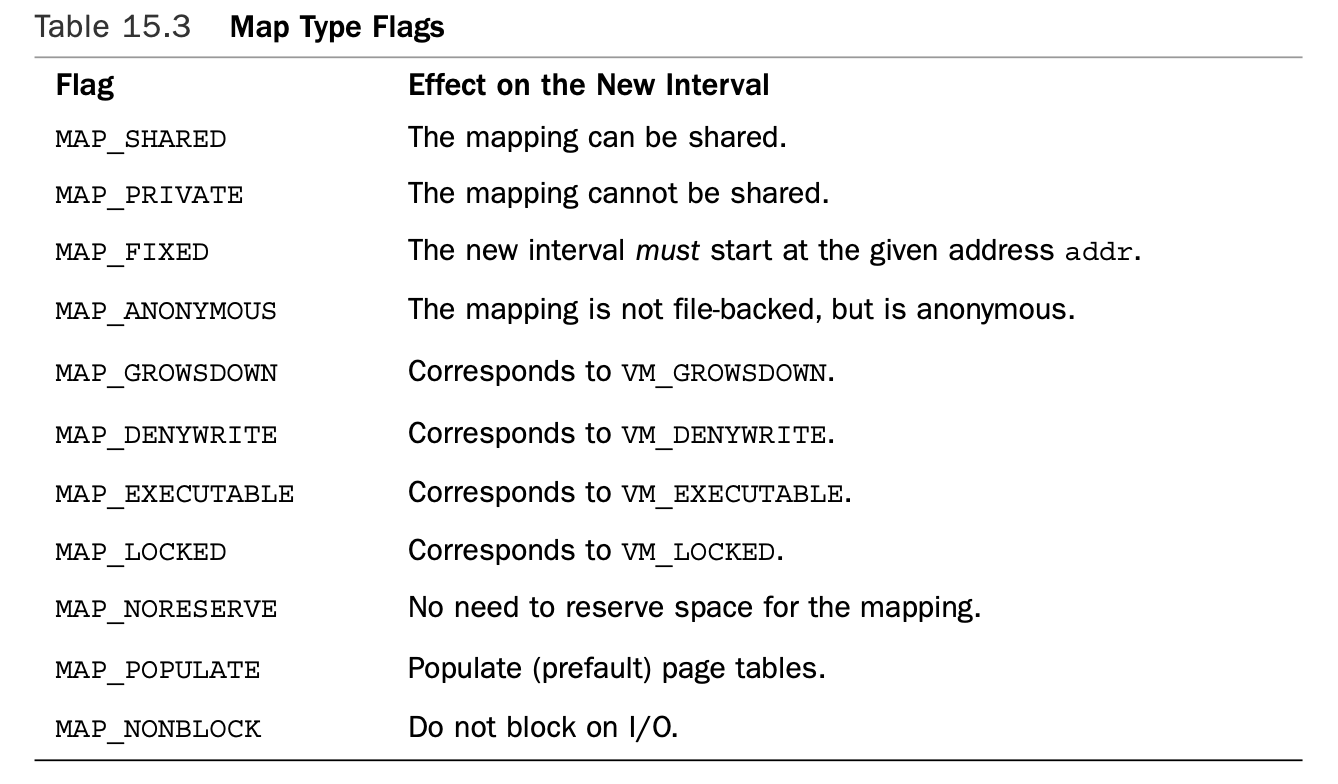 Table 15.3 Map Type Flags
Flag Effect on the New Interval
MAP_SHARED The mapping can be shared.
MAP_PRIVATE The mapping cannot be shared.
MAP_FIXED The new interval must start at the given address addr.
MAP_ANONYMOUS The mapping is not file-backed, but is anonymous.
MAP_GROWSDOWN Corresponds to VM_GROWSDOWN.
MAP_DENYWRITE Corresponds to VM_DENYWRITE.
MAP_EXECUTABLE Corresponds to VM_EXECUTABLE.
MAP_LOCKED Corresponds to VM_LOCKED.
MAP_NORESERVE No need to reserve space for the mapping.
MAP_POPULATE Populate (prefault) page tables.
MAP_NONBLOCK Do not block on I/O.